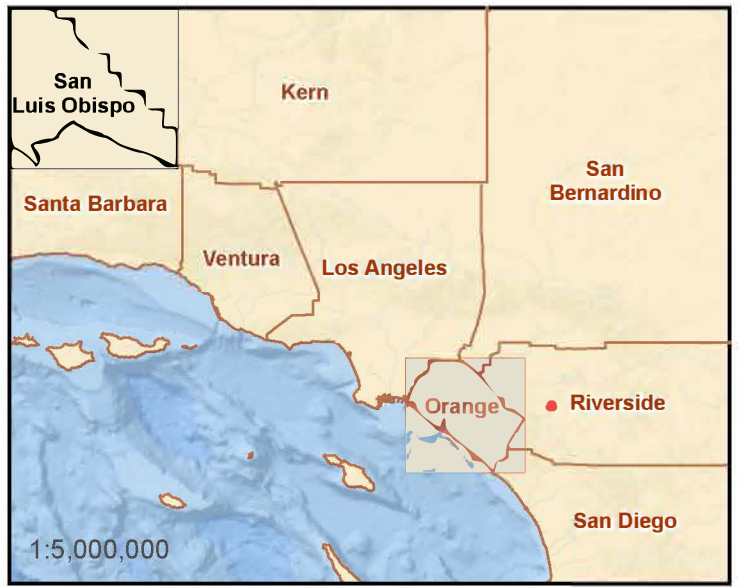 San
Luis Obispo
Kern
San
Bernardino
Santa Barbara
Ventura
Los Angeles
Orange
Riverside
San Diego
1:5,000,000